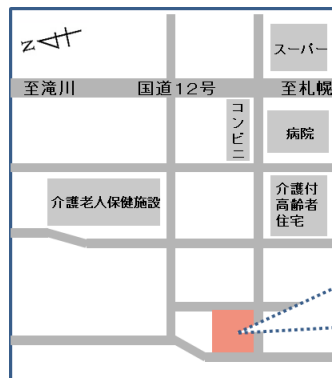 Z
スーパー
至滝川 国道12号 至札幌
コンビニ
病院
介護老人保健施設
介護付
高齢者
住宅